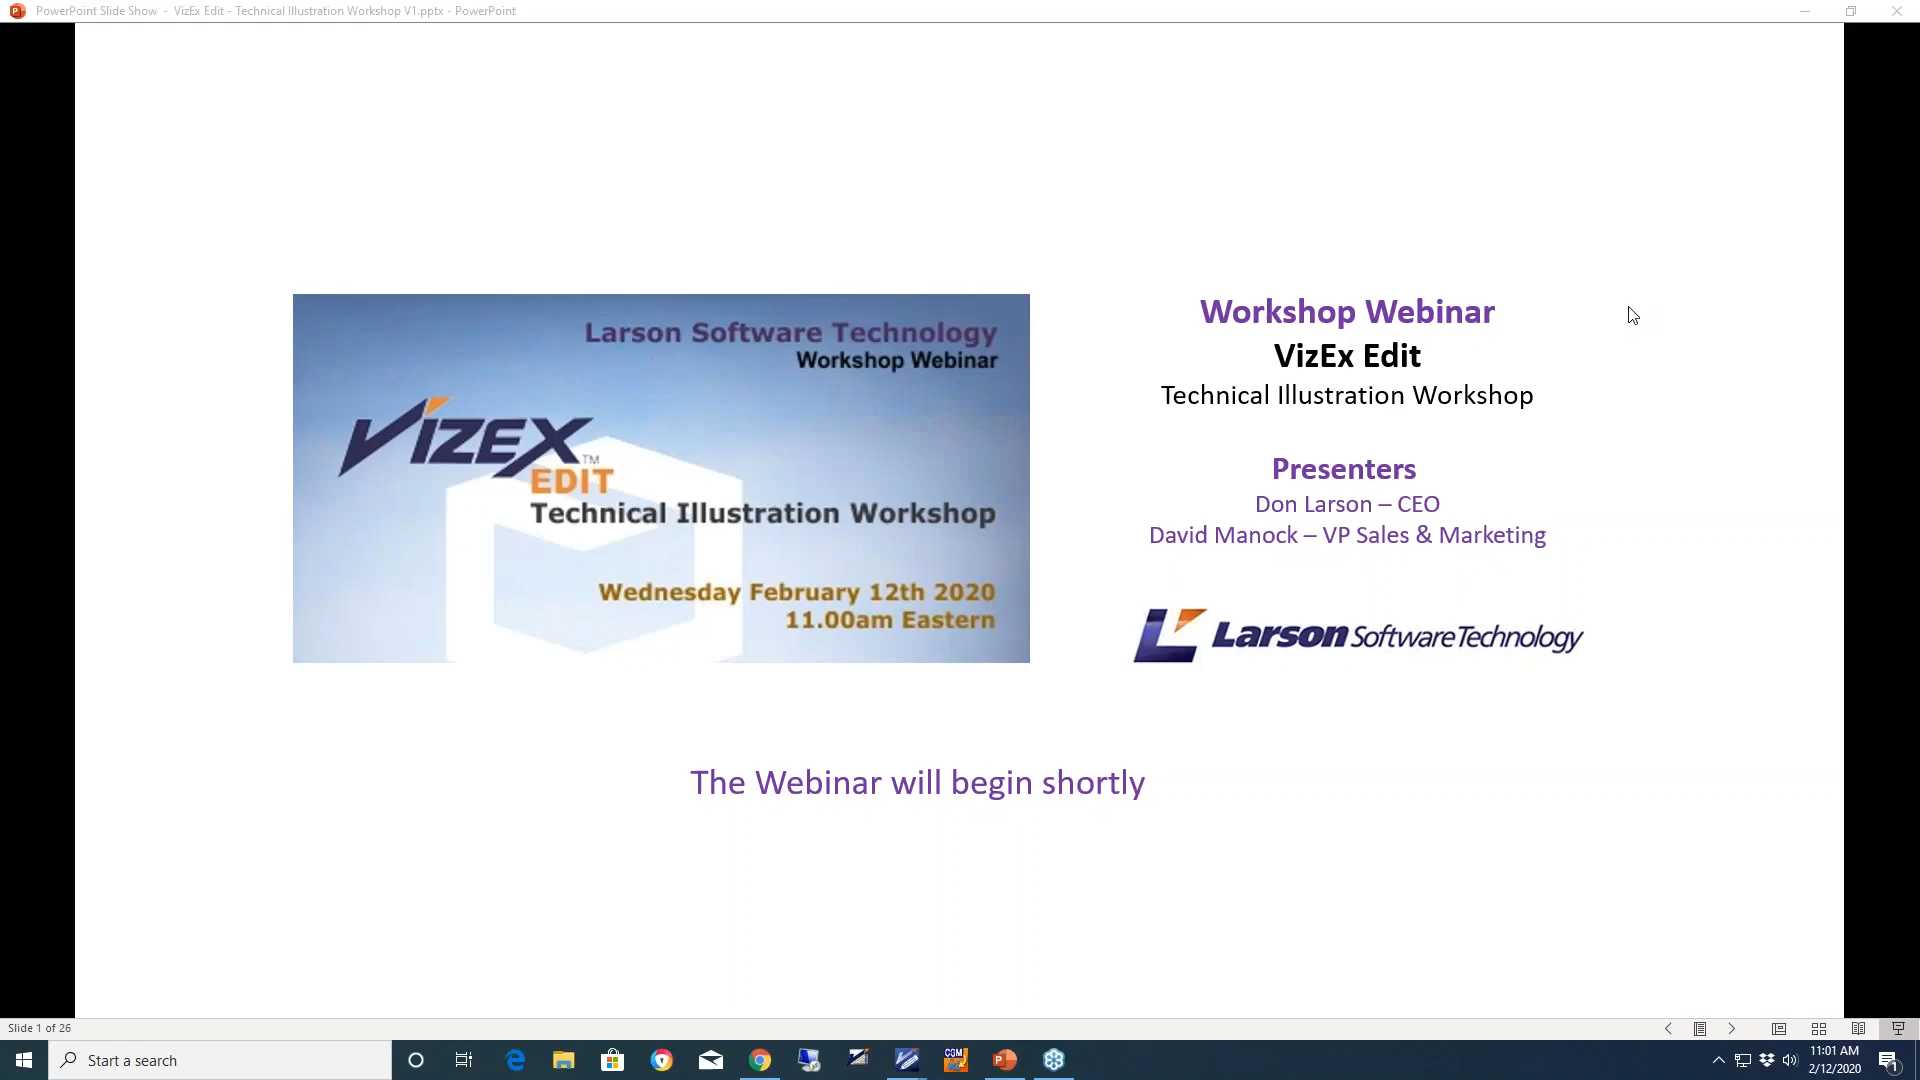 PowerPoint Slide Show - VizEx Edit - Technical Illustration Workshop V1.pptx - PowerPoint
Larson Software Technology
Workshop Webinar
VIZEX TM
EDIT
Technical Illustration Workshop
Wednesday February 12th 2020
11.00am Eastern
Workshop Webinar
VizEx Edit
Technical Illustration Workshop
Presenters
Don Larson – CEO
David Manock – VP Sales & Marketing
Larson Software Technology
The Webinar will begin shortly
Slide 1 of 26
Start a search
CGM
11:01 AM
2/12/2020
1